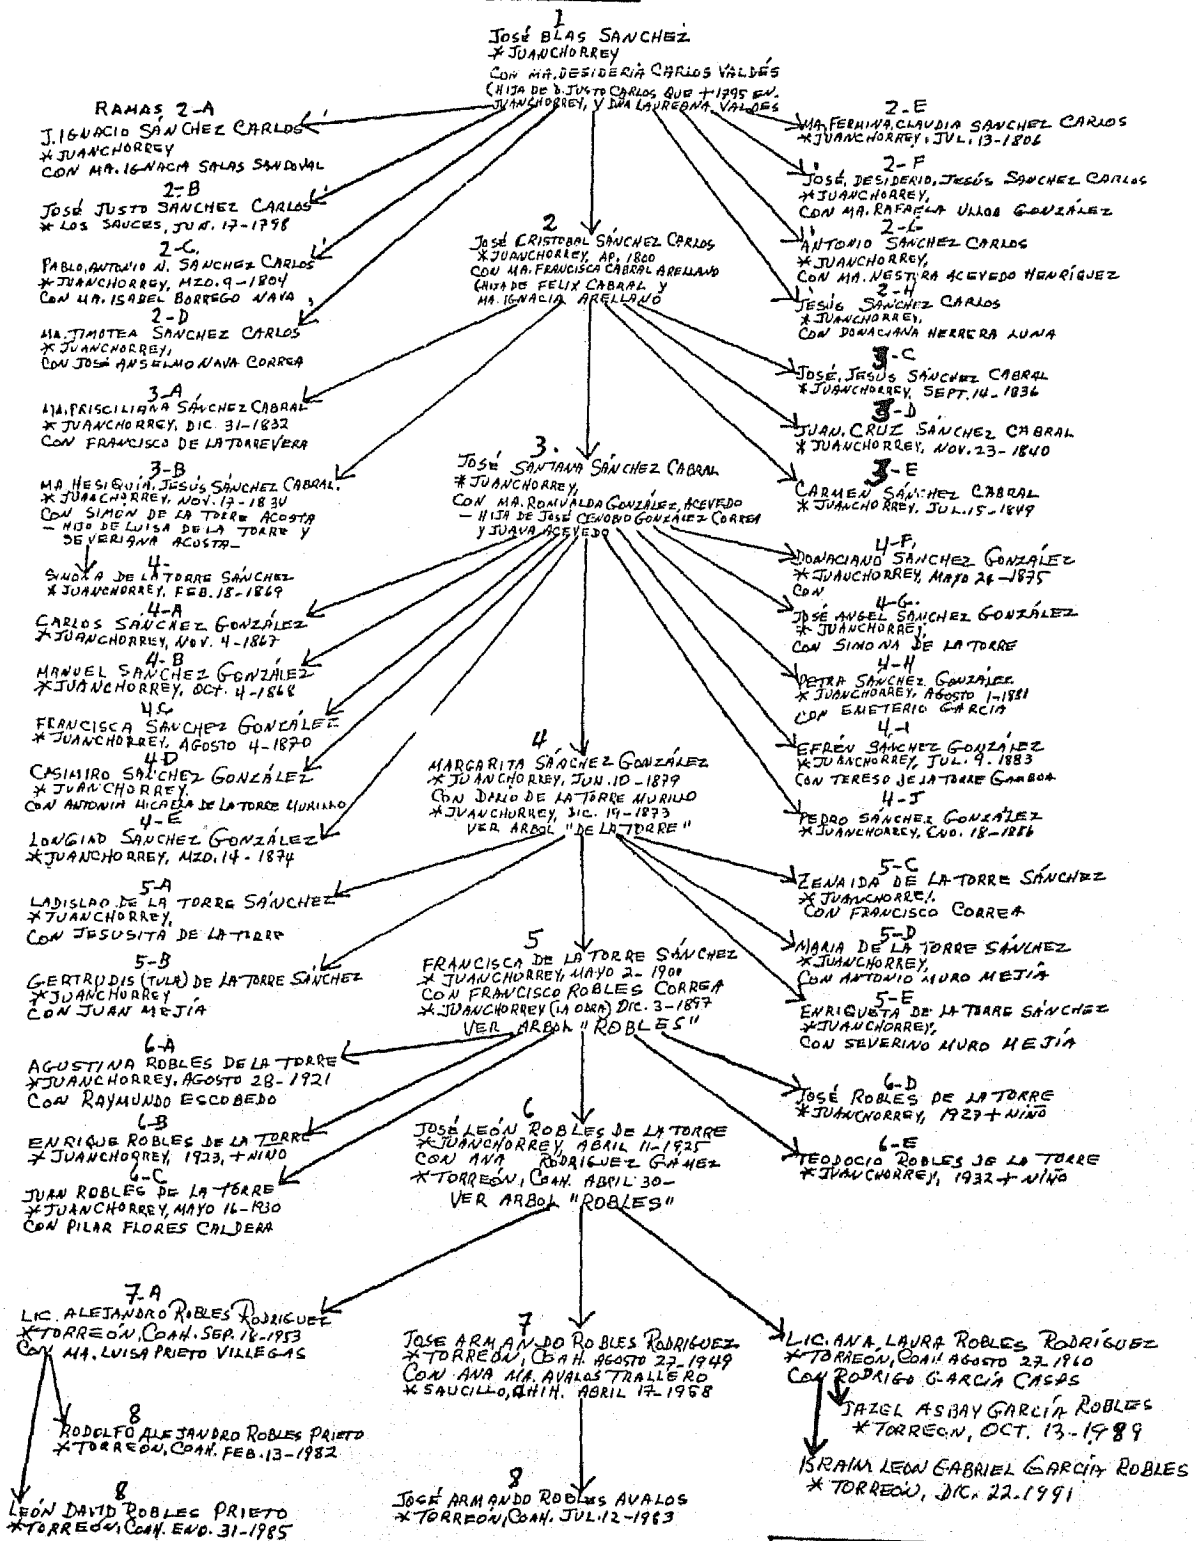 1
JOSÉ BLAS SÁNCHEZ
* JUANCHORREY
CON MA. DESIDERIA CARLOS VALDÉS
(HIJA DE D. JUSTO CARLOS QUE + 1795 EN.
JUANCHORREY, Y DÑA LAUREANA VALDÉS
RAMAS 2-A
J. IGNACIO SÁNCHEZ CARLOS
* JUANCHORREY
CON MA. IGNACIA SALAS SANDOVAL
2-B
JOSÉ JUSTO SANCHEZ CARLOS
* LOS SAUCES, JUN. 17-1798
2-C,
PABLO, ANTONIO N. SANCHEZ CARLOS
* JUANCHORREY, MZO. 9-1804
CON MA. ISABEL BORREGO NAVA,
2-D
MA. TIMOTEA SANCHEZ CARLOS
* JUANCHORREY,
CON JOSÉ ANSELMO NAVA CORREA
2
JOSÉ CRISTOBAL SÁNCHEZ CARLOS
* JUANCHORREY, AP. 1800
CON MA. FRANCISCA CABRAL ARELLANO
(HIJA DE FELIX CABRAL Y
MA. IGNACIA ARELLANO
2-E
MA. FERMINA, CLAUDIA SANCHEZ CARLOS
* JUANCHORREY, JUL. 13-1806
2-F
JOSÉ, DESIDERIO, JESÚS SANCHEZ CARLOS
* JUANCHORREY,
CON MA. RAFAELA ULLOA GONZÁLEZ
2-G
ANTONIO SANCHEZ CARLOS
* JUANCHORREY,
CON MA. NESTORA ACEVEDO HENRÍQUEZ
2-H
JESÚS SÁNCHEZ CARLOS
* JUANCHORREY,
CON DONACIANA HERRERA LUNA
3-A
MA. PRISCILIANA SÁNCHEZ CABRAL
* JUANCHORREY, DIC. 31-1832
CON FRANCISCO DE LA TORRE VERA
3-B
MA. HESIQUIA, JESÚS SÁNCHEZ CABRAL.
* JUANCHORREY, NOV. 17-1834
CON SIMÓN DE LA TORRE ACOSTA
- HIJO DE LUISA DE LA TORRE Y
SEVERIANA ACOSTA-
4-
SIMONA DE LA TORRE SÁNCHEZ
* JUANCHORREY, FEB. 18-1869
3.
JOSÉ SANTANA SÁNCHEZ CABRAL
* JUANCHORREY,
CON MA. ROMUALDA GONZÁLEZ, ACEVEDO
- HIJA DE JOSÉ CENOBIO GONZÁLEZ CORREA
Y JUANA ACEVEDO
3-C
JOSÉ, JESÚS SÁNCHEZ CABRAL
* JUANCHORREY, SEPT. 14-1836
3-D
JUAN, CRUZ SÁNCHEZ CABRAL
* JUANCHORREY, NOV. 23-1840
3-E
CARMEN SÁNCHEZ CABRAL
* JUANCHORREY, JUL. 15-1849
4-A
CARLOS SÁNCHEZ GONZÁLEZ
* JUANCHORREY, NOV. 4-1867
4-B
MANUEL SANCHEZ GONZÁLEZ
* JUANCHORREY, OCT. 4-1868
4C
FRANCISCA SÁNCHEZ GONZÁLEZ
* JUANCHORREY, AGOSTO 4-1870
4-D
CASIMIRO SÁNCHEZ GONZÁLEZ
* JUANCHORREY,
CON ANTONIA MICAELA DE LA TORRE MURILLO
4-E
LONGINO SANCHEZ GONZÁLEZ
* JUANCHORREY, MZO. 14-1874
4
MARGARITA SÁNCHEZ GONZÁLEZ
* JUANCHORREY, JUN. 10-1879
CON DARIO DE LA TORRE MURILLO
* JUANCHORREY, DIC. 19-1873
VER ARBOL "DE LA TORRE"
4-F,
DONACIANO SANCHEZ GONZÁLEZ
* JUANCHORREY, MAYO 26-1875
CON
4-G.
JOSÉ ANGEL SÁNCHEZ GONZÁLEZ
* JUANCHORREY,
CON SIMONA DE LA TORRE
4-H
PETRA SÁNCHEZ GONZÁLEZ
* JUANCHORREY, AGOSTO 1-1881
CON EMETERIO GARCIA
4-I
EFRÉN SANCHEZ GONZÁLEZ
* JUANCHORREY, JUL. 9.1883
CON TERESO DE LA TORRE GAMBOA
4-J
PEDRO SÁNCHEZ GONZÁLEZ
* JUANCHORREY, ENO. 18-1886
5-A
LADISLAO DE LA TORRE SÁNCHEZ
* JUANCHORREY,
CON JESUSITA DE LA TORRE
5-B
GERTRUDIS (TULA) DE LA TORRE SÁNCHEZ
* JUANCHORREY
CON JUAN MEJÍA
5
FRANCISCA DE LA TORRE SÁNCHEZ
* JUANCHORREY, MAYO 2-1900
CON FRANCISCO ROBLES CORREA
* JUANCHORREY (LA OBRA) DIC. 3-1897
VER ARBOL "ROBLES"
5-C
ZENAIDA DE LA TORRE SÁNCHEZ
* JUANCHORREY.
CON FRANCISCO CORREA
5-D
MARIA DE LA TORRE SÁNCHEZ
* JUANCHORREY,
CON ANTONIO MURO MEJÍA
5-E
ENRIQUETA DE LA TORRE SÁNCHEZ
* JUANCHORREY,
CON SEVERINO MURO MEJÍA
6-A
AGUSTINA ROBLES DE LA TORRE
* JUANCHORREY, AGOSTO 28-1921
CON RAYMUNDO ESCOBEDO
6-B
ENRIQUE ROBLES DE LA TORRE
* JUANCHORREY, 1923, + NIÑO
6-C
JUAN ROBLES DE LA TORRE
* JUANCHORREY, MAYO 16-1930
CON PILAR FLORES CALDERA
6
JOSÉ LEÓN ROBLES DE LA TORRE
* JUANCHORREY, ABRIL 11-1925
CON ANA RODRIGUEZ GAMEZ
* TORREÓN, COAH. ABRIL 30-
VER ARBOL "ROBLES"
6-D
JOSÉ ROBLES DE LA TORRE
* JUANCHORREY, 1927 + NIÑO
6-E
TEODOCIO ROBLES DE LA TORRE
* JUANCHORREY, 1932 + NIÑO
7-A
LIC. ALEJANDRO ROBLES RODRIGUEZ
* TORREÓN, COAH. SEP. 18-1953
CON MA. LUISA PRIETO VILLEGAS
8
RODOLFO ALEJANDRO ROBLES PRIETO
* TORREÓN, COAH. FEB. 13-1982
8
LEÓN DAVID ROBLES PRIETO
* TORREÓN, COAH. ENO. 31-1985
7
JOSE ARMANDO ROBLES RODRIGUEZ
* TORREÓN, COAH. AGOSTO 27-1949
CON ANA MA. AVALOS TRALLERO
* SAUCILLO, CHIH. ABRIL 17-1958
8
JOSÉ ARMANDO ROBLES AVALOS
* TORREÓN, COAH. JUL. 12-1983
LIC. ANA LAURA ROBLES RODRÍGUEZ
* TORREÓN, COAH AGOSTO 27-1960
CON RODRIGO GARCÍA CASAS
JAZEL ASBAY GARCÍA ROBLES
* TORREÓN, OCT. 13-1989
ISRAIM LEON GABRIEL GARCÍA ROBLES
* TORREÓN, DIC. 22-1991